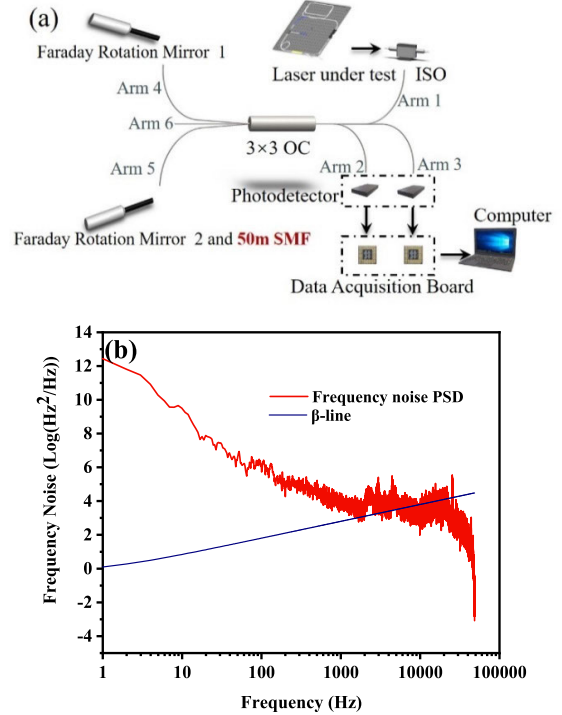 (a)
Faraday Rotation Mirror 1
Laser under test
ISO
Arm 4
Arm 1
Arm 6
3×3 OC
Arm 5
Arm 2
Arm 3
Photodetector
Computer
Faraday Rotation Mirror 2 and 50m SMF
Data Acquisition Board
(b)
14
12
10
8
6
4
2
0
-2
-4
Frequency Noise (Log(Hz²/Hz))
Frequency noise PSD
β-line
1
10
100
1000
10000
100000
Frequency (Hz)